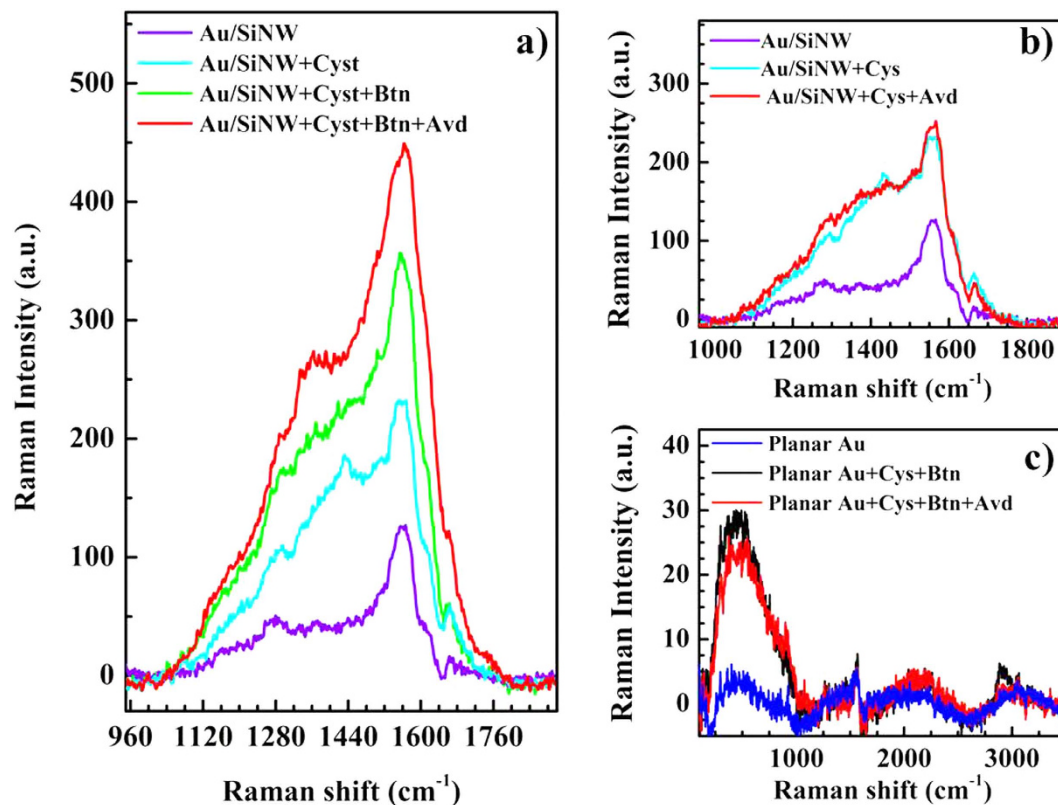 a)
Au/SiNW
Au/SiNW+Cyst
Au/SiNW+Cyst+Btn
Au/SiNW+Cyst+Btn+Avd
Raman Intensity (a.u.)
500
400
300
200
100
0
960 1120 1280 1440 1600 1760
Raman shift (cm⁻¹)
b)
Au/SiNW
Au/SiNW+Cys
Au/SiNW+Cys+Avd
Raman Intensity (a.u.)
375
250
125
0
1000 1200 1400 1600 1800
Raman shift (cm⁻¹)
c)
Planar Au
Planar Au+Cys+Btn
Planar Au+Cys+Btn+Avd
Raman Intensity (a.u.)
40
30
20
10
0
1000 2000 3000
Raman shift (cm⁻¹)